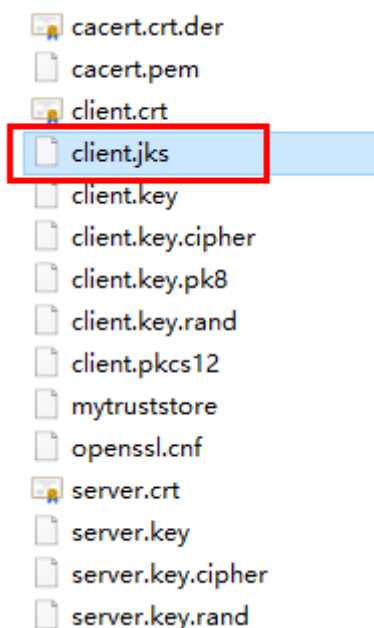 cacert.crt.der
cacert.pem
client.crt
client.jks
client.key
client.key.cipher
client.key.pk8
client.key.rand
client.pkcs12
mytruststore
openssl.cnf
server.crt
server.key
server.key.cipher
server.key.rand